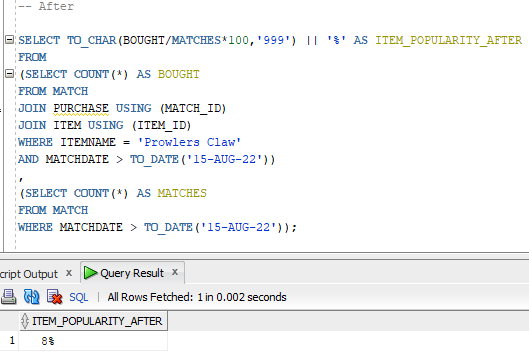 -- After
SELECT TO_CHAR(BOUGHT/MATCHES*100,'999') || '%' AS ITEM_POPULARITY_AFTER
FROM
(SELECT COUNT(*) AS BOUGHT
FROM MATCH
JOIN PURCHASE USING (MATCH_ID)
JOIN ITEM USING (ITEM_ID)
WHERE ITEMNAME = 'Prowlers Claw'
AND MATCHDATE > TO_DATE('15-AUG-22'))
,
(SELECT COUNT(*) AS MATCHES
FROM MATCH
WHERE MATCHDATE > TO_DATE('15-AUG-22'));
cript Output x Query Result x
SQL | All Rows Fetched: 1 in 0.002 seconds
ITEM_POPULARITY_AFTER
1 8%